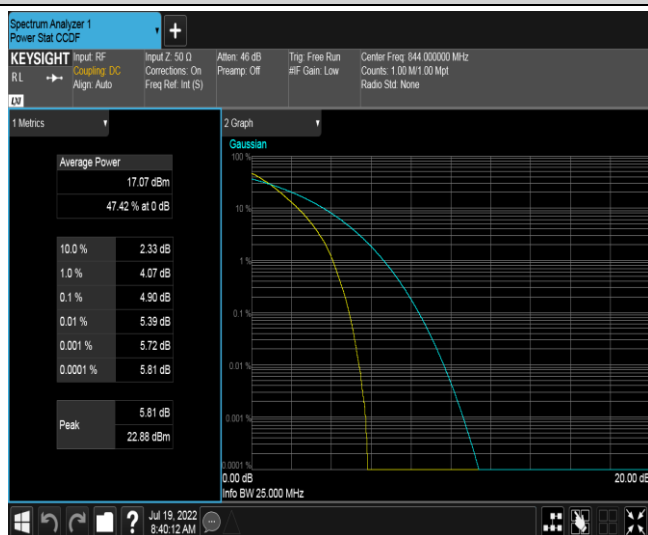 Spectrum Analyzer 1
Power Stat CCDF
+
KEYSIGHT
RL
LXI
Input: RF
Coupling: DC
Align: Auto
Input Z: 50 Ω
Corrections: On
Freq Ref: Int (S)
Atten: 46 dB
Preamp: Off
Trig: Free Run
#IF Gain: Low
Center Freq: 844.000000 MHz
Counts: 1.00 M/1.00 Mpt
Radio Std: None
1 Metrics
Average Power
17.07 dBm
47.42 % at 0 dB
10.0 % 2.33 dB
1.0 % 4.07 dB
0.1 % 4.90 dB
0.01 % 5.39 dB
0.001 % 5.72 dB
0.0001 % 5.81 dB
Peak
5.81 dB
22.88 dBm
2 Graph
Gaussian
100 %
10 %
1 %
0.1 %
0.01 %
0.001 %
0.0001 %
0.00 dB 20.00 dB
Info BW 25.000 MHz
?
Jul 19, 2022
8:40:12 AM